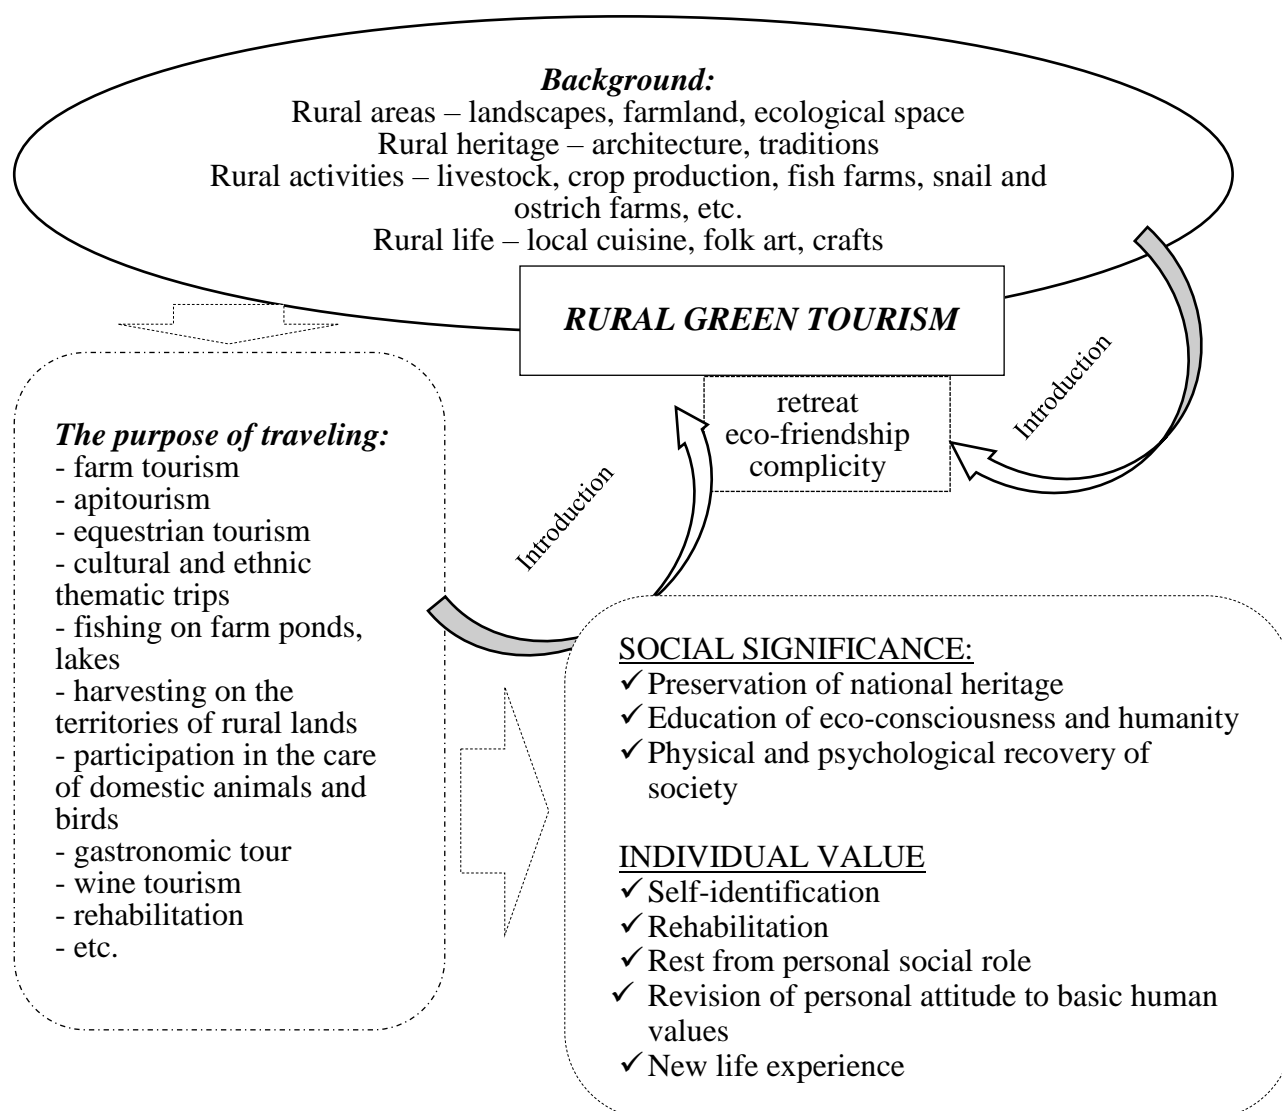 Background:
Rural areas – landscapes, farmland, ecological space
Rural heritage – architecture, traditions
Rural activities – livestock, crop production, fish farms, snail and
ostrich farms, etc.
Rural life – local cuisine, folk art, crafts
RURAL GREEN TOURISM
retreat
eco-friendship
complicity
Introduction
Introduction
The purpose of traveling:
- farm tourism
- apitourism
- equestrian tourism
- cultural and ethnic
thematic trips
- fishing on farm ponds,
lakes
- harvesting on the
territories of rural lands
- participation in the care
of domestic animals and
birds
- gastronomic tour
- wine tourism
- rehabilitation
- etc.
SOCIAL SIGNIFICANCE:
✓ Preservation of national heritage
✓ Education of eco-consciousness and humanity
✓ Physical and psychological recovery of
society
INDIVIDUAL VALUE
✓ Self-identification
✓ Rehabilitation
✓ Rest from personal social role
✓ Revision of personal attitude to basic human
values
✓ New life experience